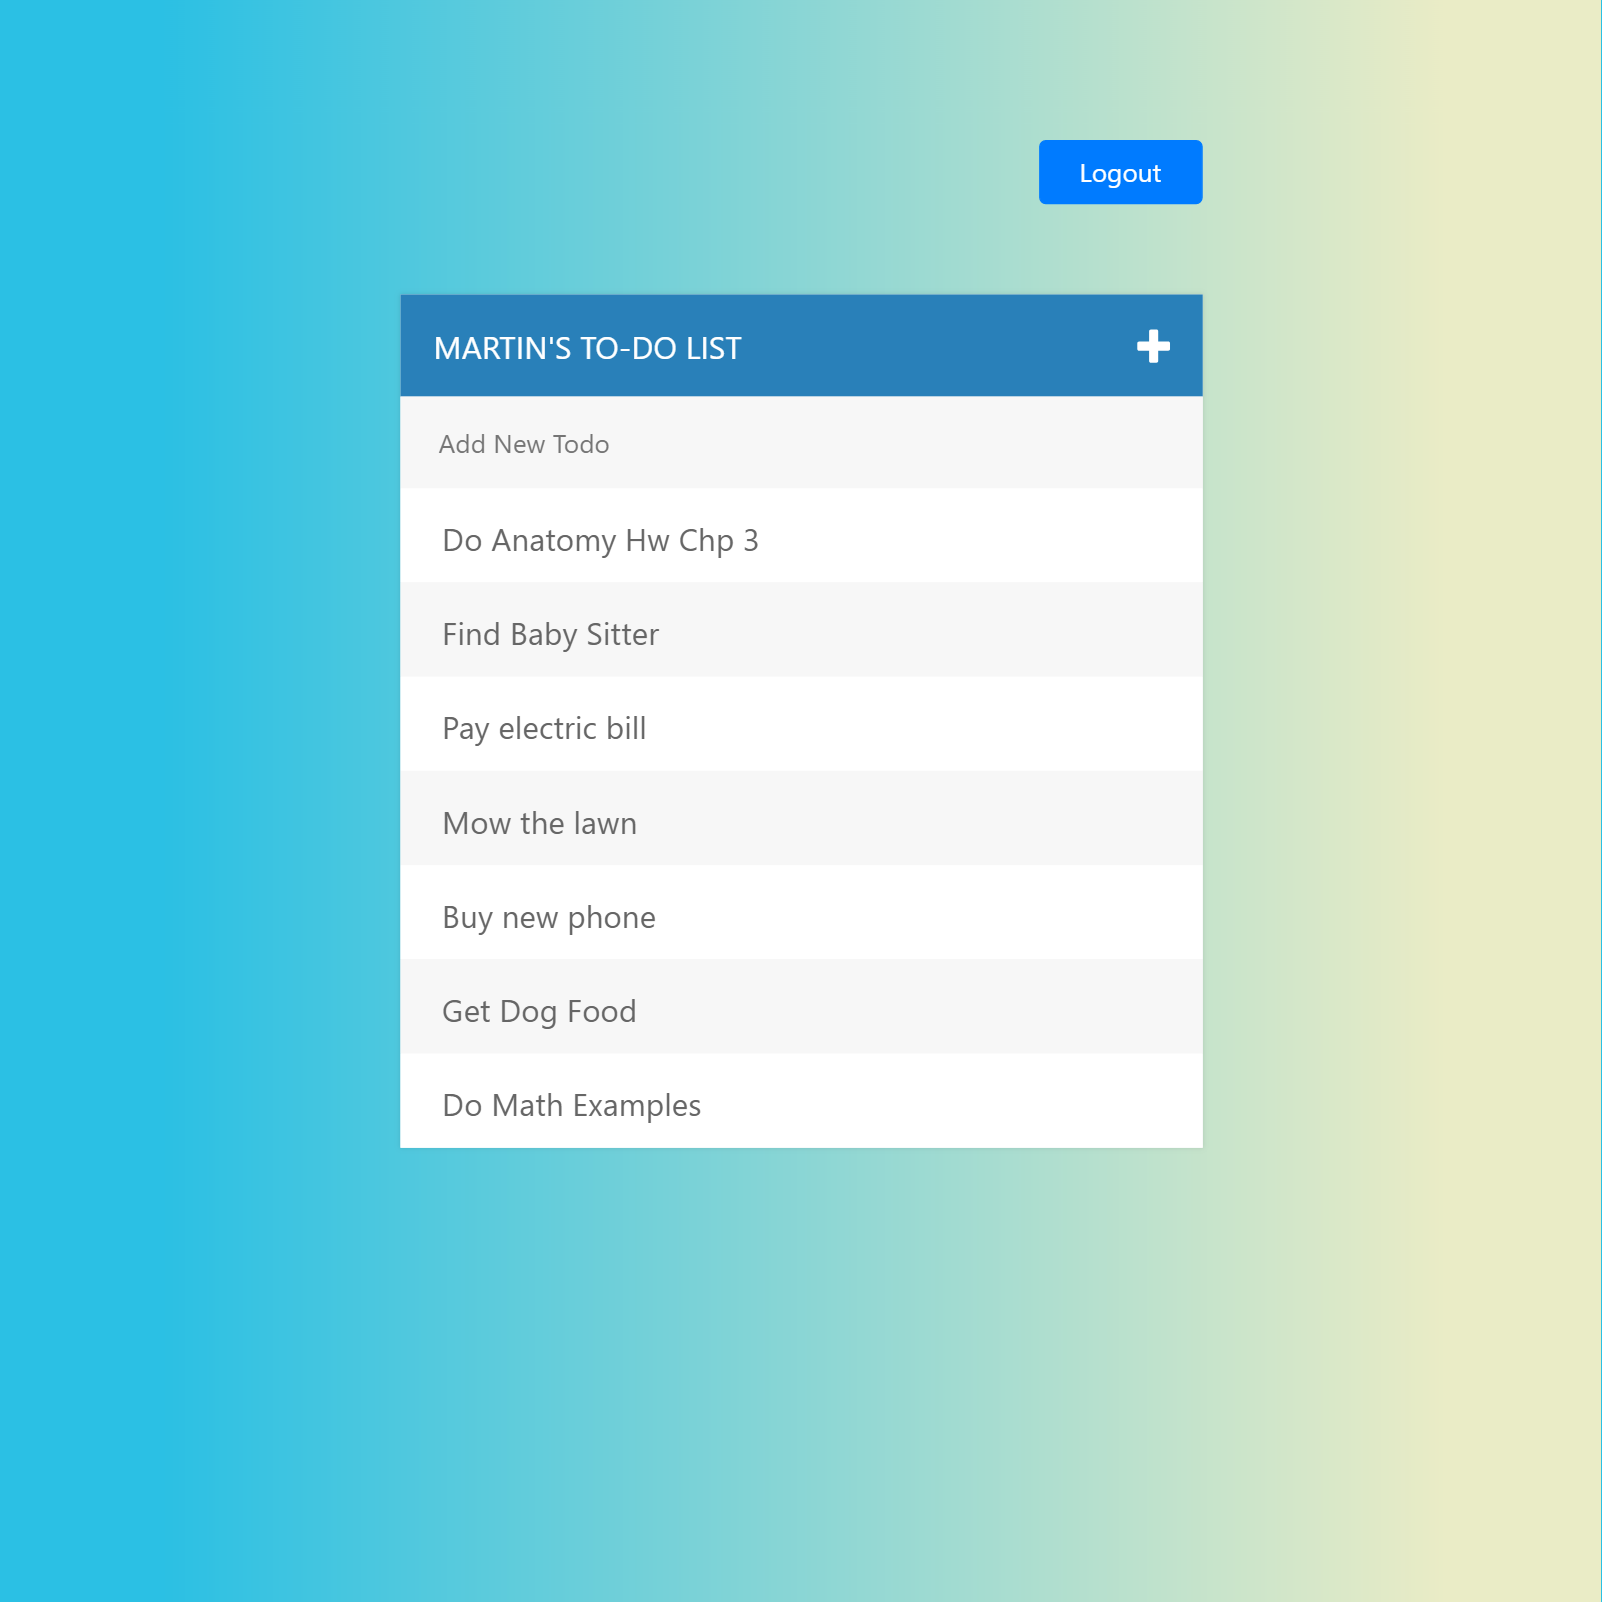 Logout
MARTIN'S TO-DO LIST
Add New Todo
Do Anatomy Hw Chp 3
Find Baby Sitter
Pay electric bill
Mow the lawn
Buy new phone
Get Dog Food
Do Math Examples